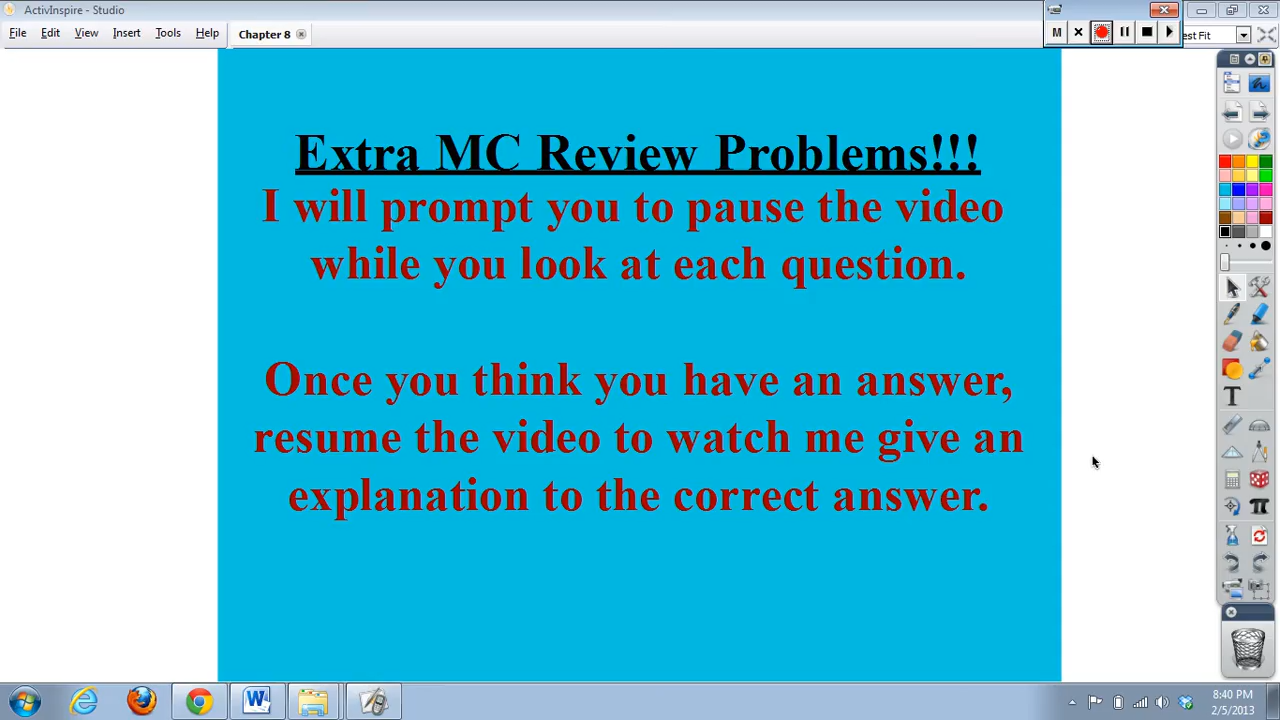 ActivInspire - Studio
File Edit View Insert Tools Help
Chapter 8
M
est Fit
Extra MC Review Problems!!!
I will prompt you to pause the video
while you look at each question.
Once you think you have an answer,
resume the video to watch me give an
explanation to the correct answer.
T
8:40 PM
2/5/2013